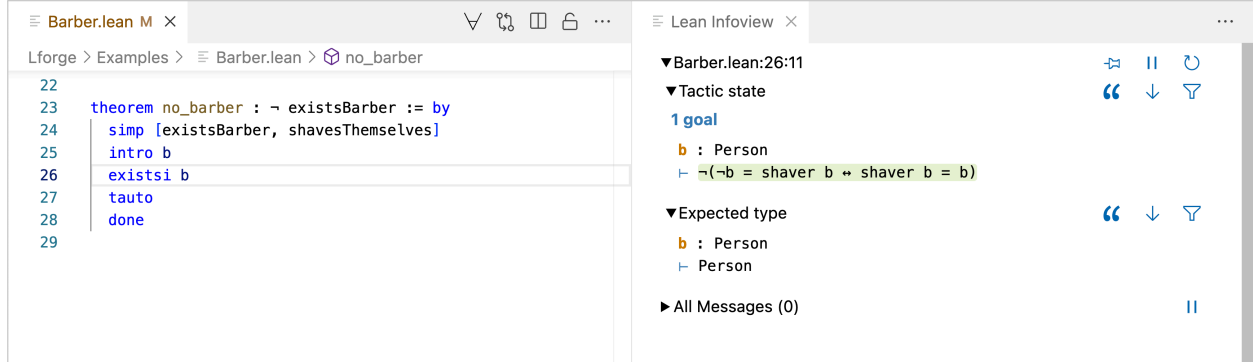 Barber.lean M
Lforge > Examples > Barber.lean > no_barber
22
23 theorem no_barber : ¬ existsBarber := by
24 simp [existsBarber, shavesThemselves]
25 intro b
26 existsi b
27 tauto
28 done
29
Lean Infoview
▼Barber.lean:26:11
▼Tactic state
1 goal
b : Person
⊢ ¬(¬b = shaver b ↔ shaver b = b)
▼Expected type
b : Person
⊢ Person
▶All Messages (0)